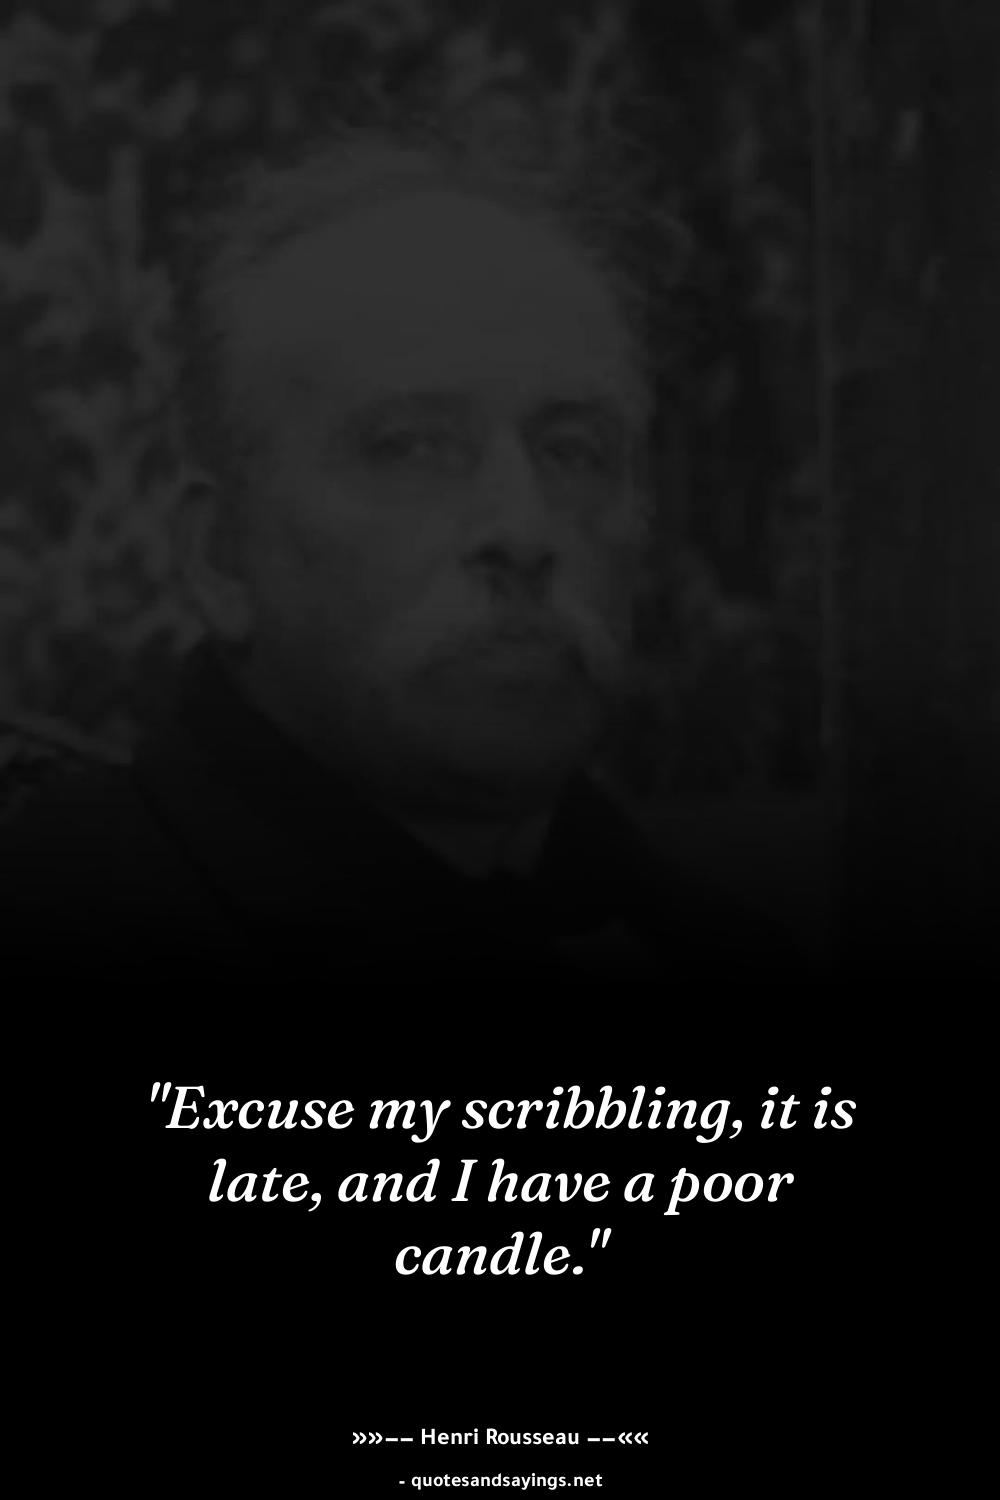 "Excuse my scribbling, it is
late, and I have a poor
candle."
»»–– Henri Rousseau ––««
- quotesandsayings.net